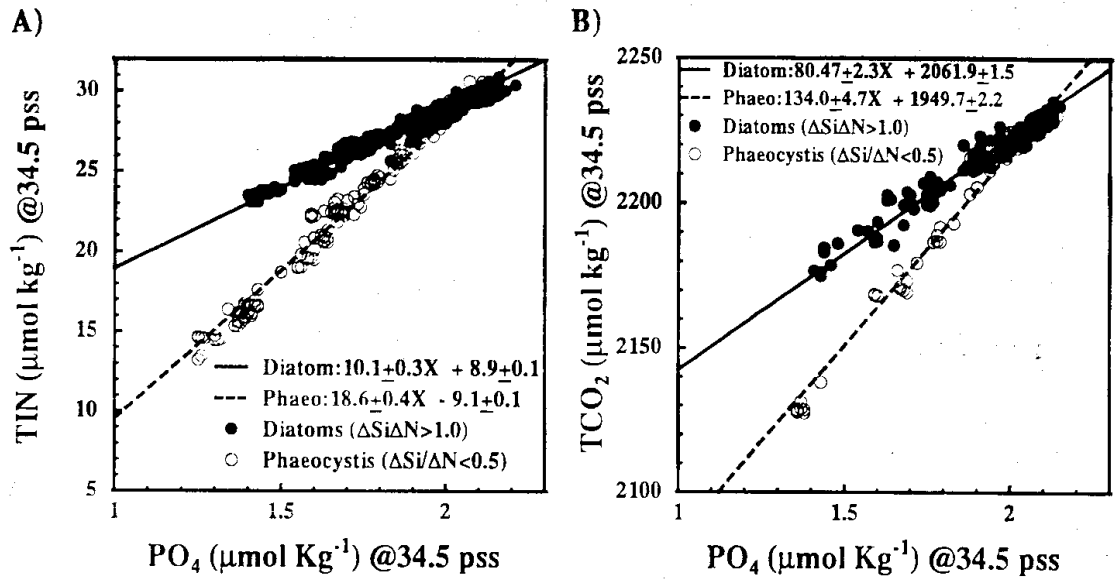 A)
30
25
20
15
10
5
TIN (μmol kg⁻¹) @34.5 pss
Diatom:10.1±0.3X + 8.9±0.1
Phaeo:18.6±0.4X - 9.1±0.1
Diatoms (ΔSiΔN>1.0)
Phaeocystis (ΔSi/ΔN<0.5)
1 1.5 2
PO₄ (μmol Kg⁻¹) @34.5 pss
B)
2250
2200
2150
2100
TCO₂ (μmol kg⁻¹) @34.5 pss
Diatom:80.47±2.3X + 2061.9±1.5
Phaeo:134.0±4.7X + 1949.7±2.2
Diatoms (ΔSiΔN>1.0)
Phaeocystis (ΔSi/ΔN<0.5)
1 1.5 2
PO₄ (μmol Kg⁻¹) @34.5 pss